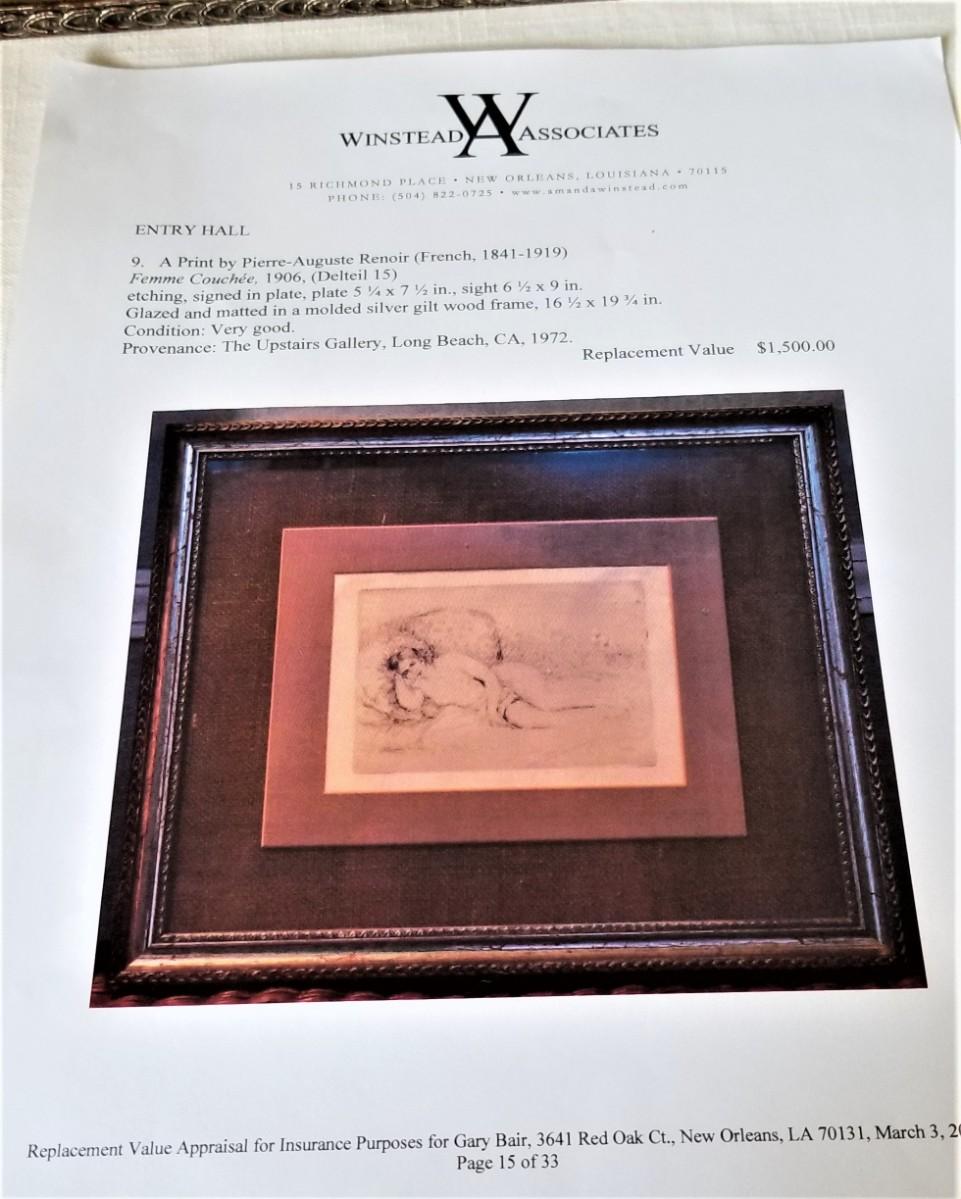 WINSTEAD WA ASSOCIATES
15 RICHMOND PLACE • NEW ORLEANS, LOUISIANA • 70115
PHONE: (504) 822-0725 • www.amandawinstead.com
ENTRY HALL
9. A Print by Pierre-Auguste Renoir (French, 1841-1919)
Femme Couchée, 1906, (Delteil 15)
etching, signed in plate, plate 5 ¼ x 7 ½ in., sight 6 ½ x 9 in.
Glazed and matted in a molded silver gilt wood frame, 16 ½ x 19 ¾ in.
Condition: Very good.
Provenance: The Upstairs Gallery, Long Beach, CA, 1972.
Replacement Value $1,500.00
Replacement Value Appraisal for Insurance Purposes for Gary Bair, 3641 Red Oak Ct., New Orleans, LA 70131, March 3,
Page 15 of 33